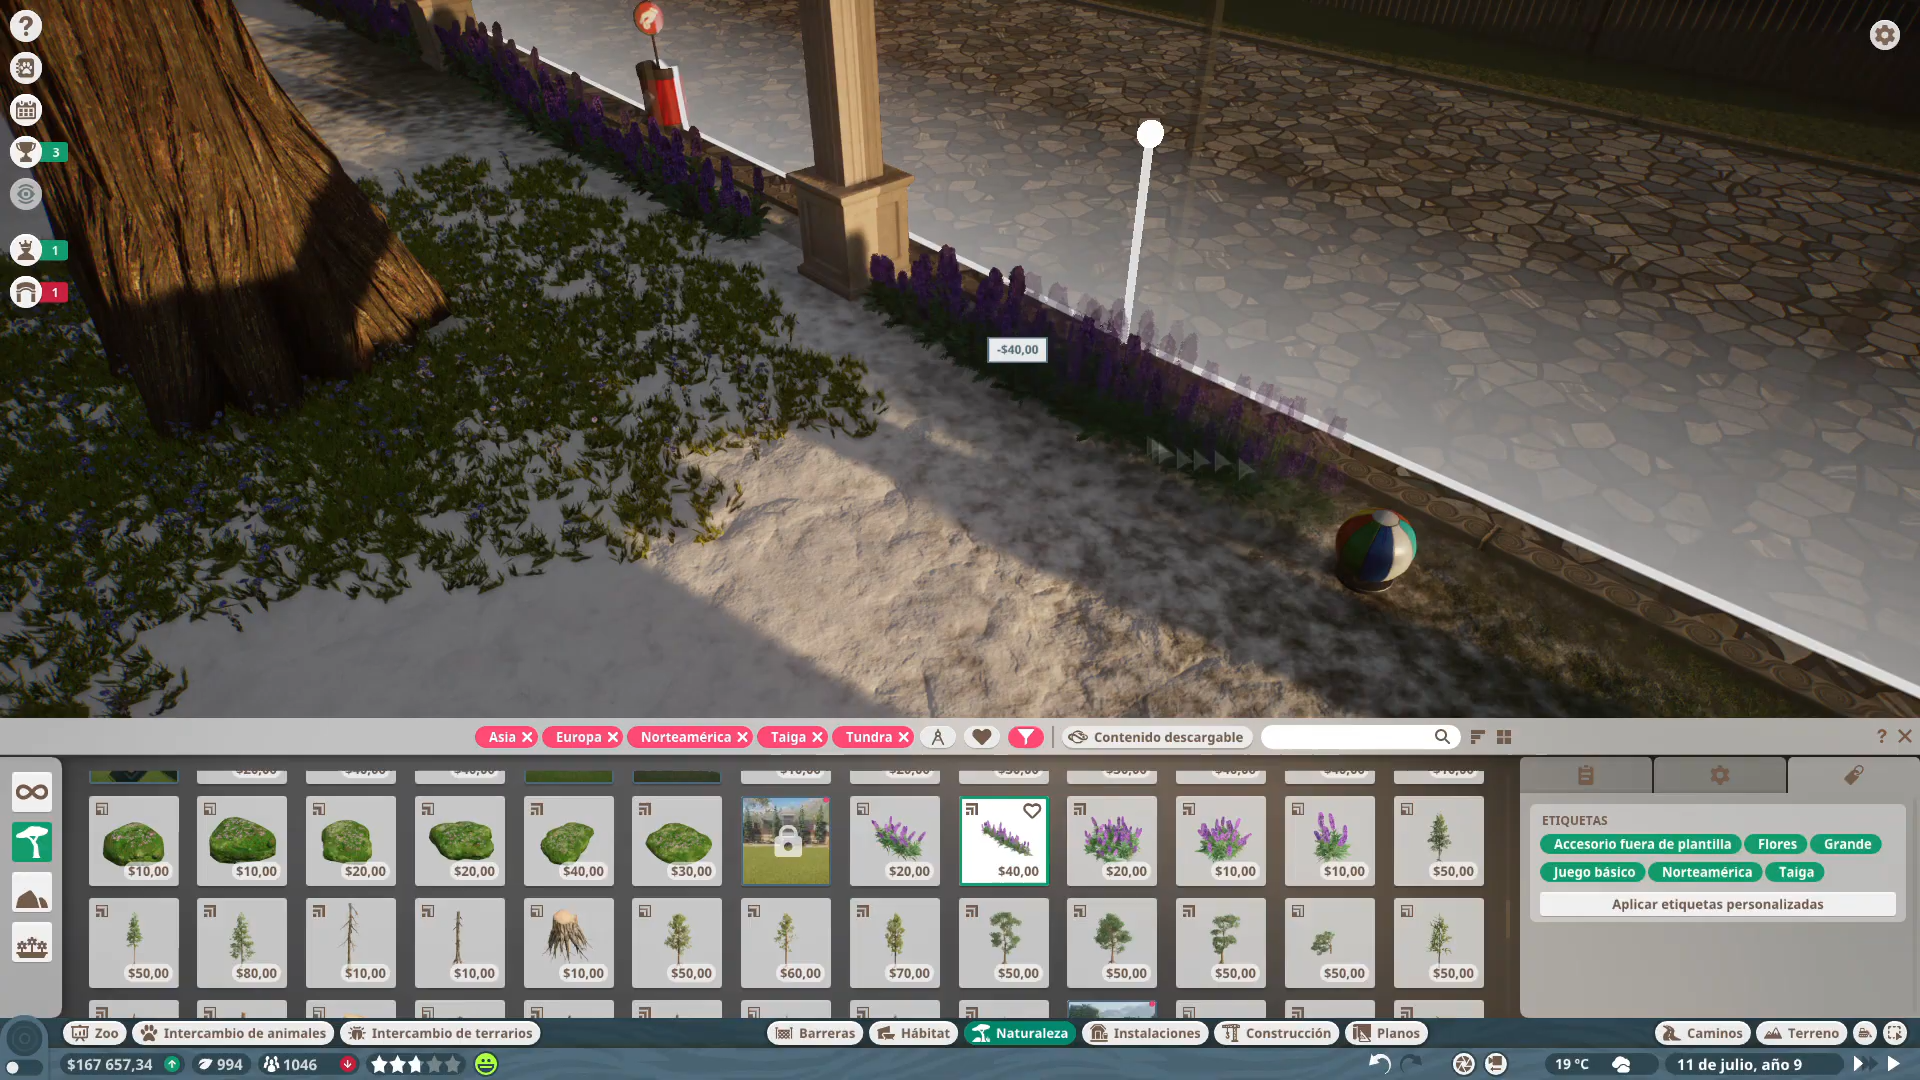 ?
3
1
1
-$40,00
Asia
Europa
Norteamérica
Taiga
Tundra
Contenido descargable
?
$10,00
$10,00
$20,00
$20,00
$40,00
$30,00
$20,00
$40,00
$20,00
$10,00
$10,00
$50,00
$50,00
$80,00
$10,00
$10,00
$10,00
$50,00
$60,00
$70,00
$50,00
$50,00
$50,00
$50,00
$50,00
ETIQUETAS
Accesorio fuera de plantilla
Flores
Grande
Juego básico
Norteamérica
Taiga
Aplicar etiquetas personalizadas
Zoo
Intercambio de animales
Intercambio de terrarios
Barreras
Hábitat
Naturaleza
Instalaciones
Construcción
Planos
Caminos
Terreno
$167 657,34
994
1046
19 °C
11 de julio, año 9